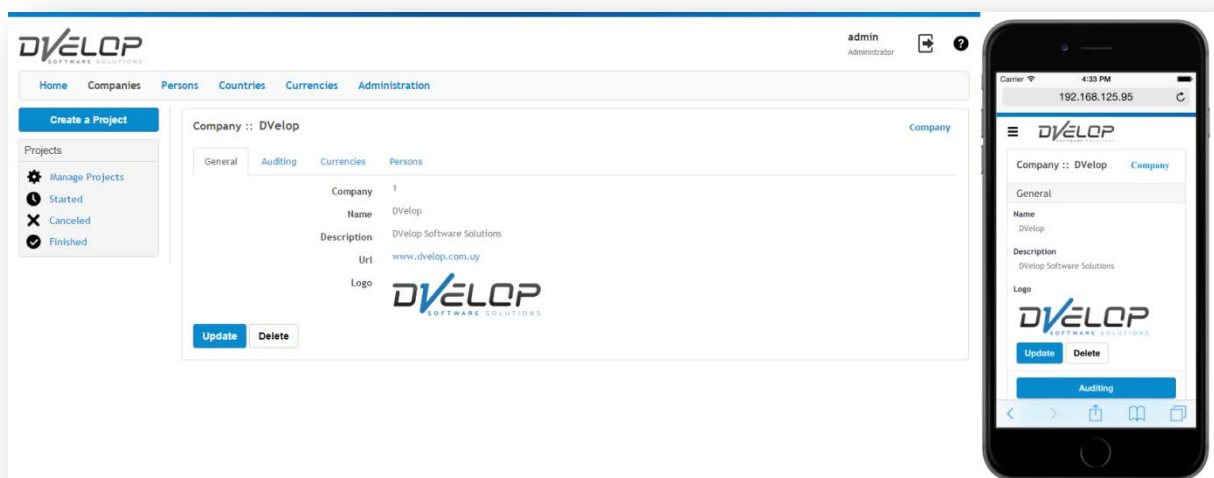 DVELOP
SOFTWARE SOLUTIONS
admin
Administrator
Home Companies Persons Countries Currencies Administration
Create a Project
Projects
Manage Projects
Started
Canceled
Finished
Company :: DVelop Company
General Auditing Currencies Persons
Company 1
Name DVelop
Description DVelop Software Solutions
Url www.dvelop.com.uy
Logo
DVELOP
SOFTWARE SOLUTIONS
Update Delete
Carrier 4:33 PM
192.168.125.95
DVELOP
SOFTWARE SOLUTIONS
Company :: DVelop Company
General
Name
DVelop
Description
DVelop Software Solutions
Logo
DVELOP
SOFTWARE SOLUTIONS
Update Delete
Auditing